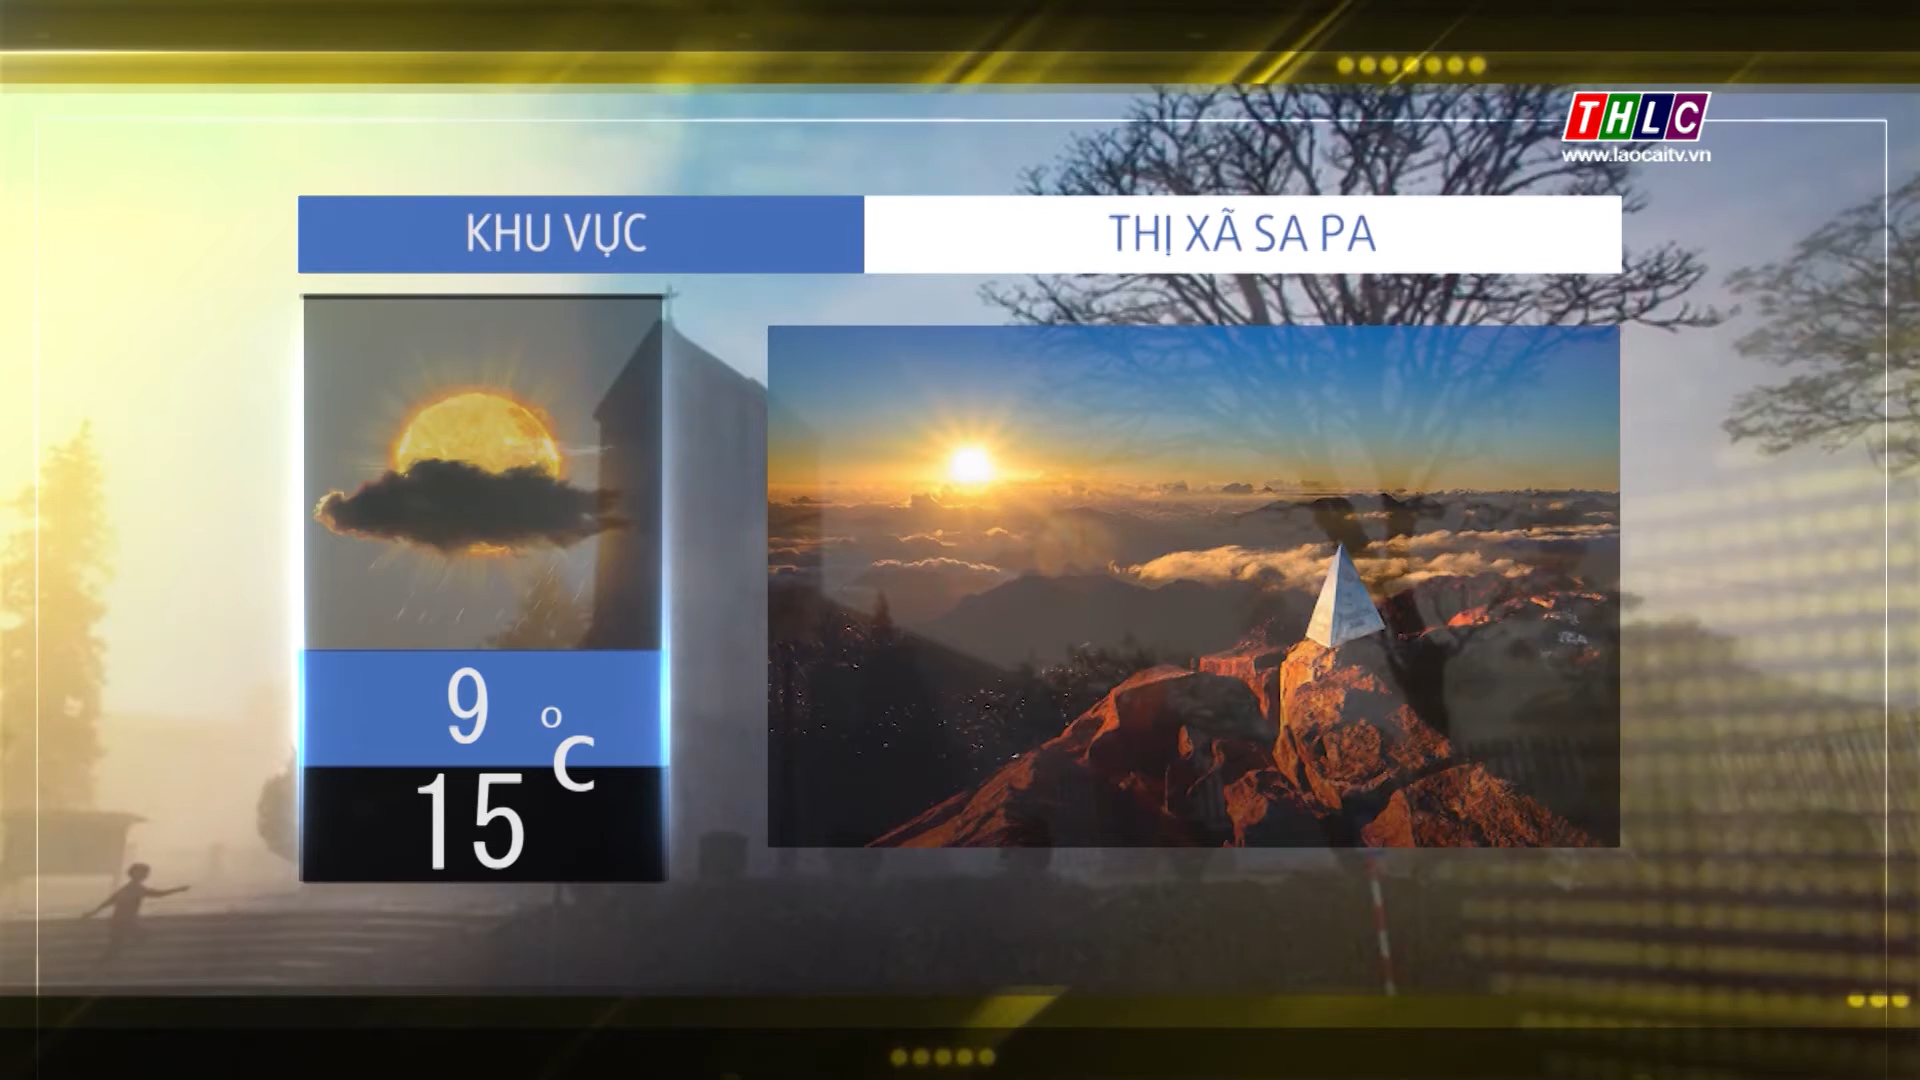 THLC
www.laocaitv.vn
KHU VỰC
THỊ XÃ SA PA
9
°C
15